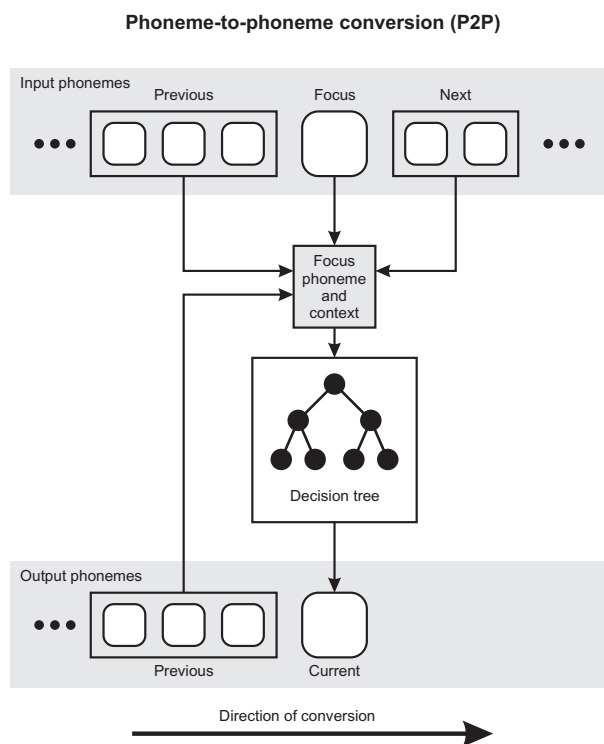 Phoneme-to-phoneme conversion (P2P)
Input phonemes
Previous
Focus
Next
Focus
phoneme
and
context
Decision tree
Output phonemes
Previous
Current
Direction of conversion